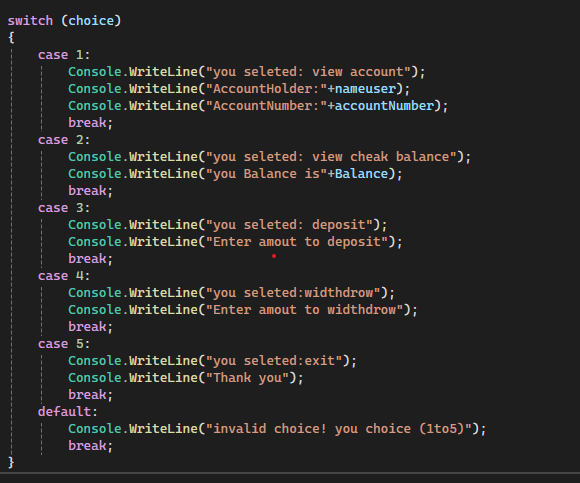 switch (choice)
{
case 1:
Console.WriteLine("you seleted: view account");
Console.WriteLine("AccountHolder:"+nameuser);
Console.WriteLine("AccountNumber:"+accountNumber);
break;
case 2:
Console.WriteLine("you seleted: view cheak balance");
Console.WriteLine("you Balance is"+Balance);
break;
case 3:
Console.WriteLine("you seleted: deposit");
Console.WriteLine("Enter amout to deposit");
break;
case 4:
Console.WriteLine("you seleted:widthdrow");
Console.WriteLine("Enter amout to widthdrow");
break;
case 5:
Console.WriteLine("you seleted:exit");
Console.WriteLine("Thank you");
break;
default:
Console.WriteLine("invalid choice! you choice (1to5)");
break;
}